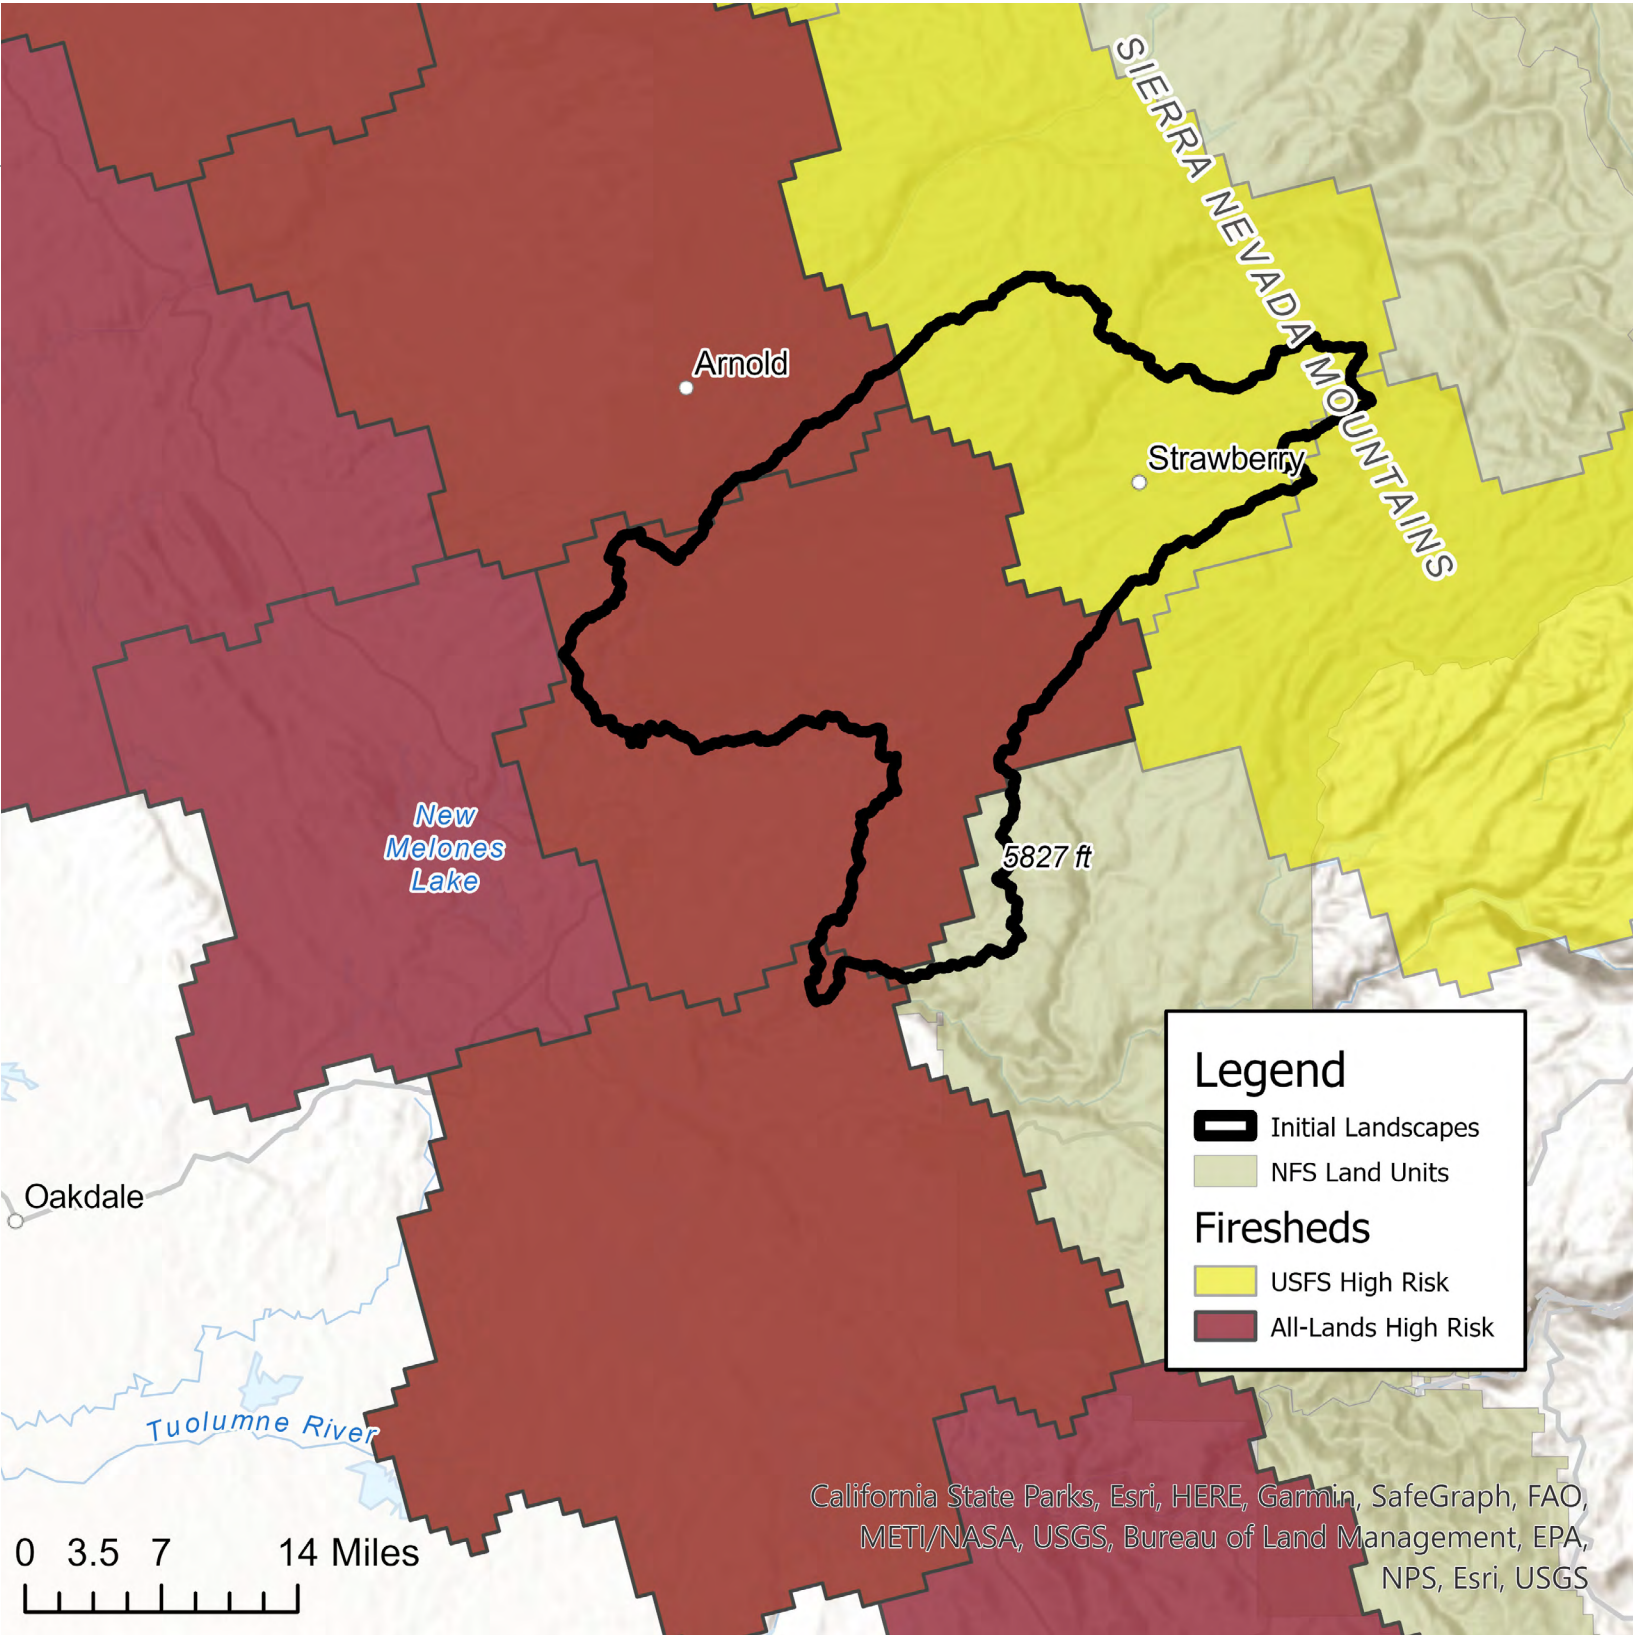 SIERRA NEVADA MOUNTAINS
Arnold
Strawberry
New
Melones
Lake
5827 ft
Oakdale
Tuolumne River
Legend
Initial Landscapes
NFS Land Units
Firesheds
USFS High Risk
All-Lands High Risk
California State Parks, Esri, HERE, Garmin, SafeGraph, FAO,
METI/NASA, USGS, Bureau of Land Management, EPA,
NPS, Esri, USGS
0 3.5 7 14 Miles